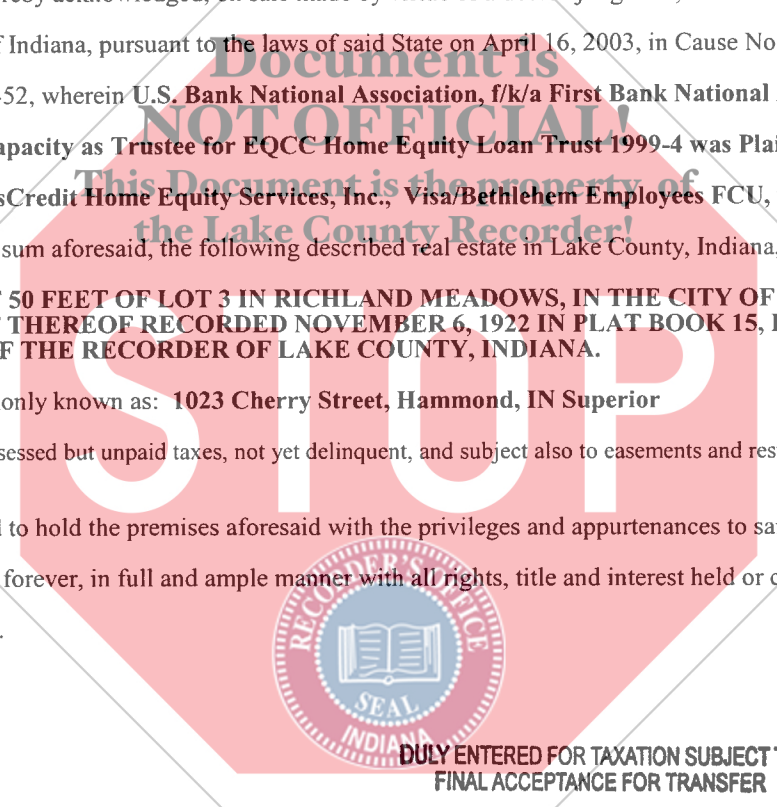 hereby acknowledged, on sale made by virtue of a
Document is
f Indiana, pursuant to the laws of said State on April 16, 2003, in Cause No
-52, wherein U.S. Bank National Association, f/k/a First Bank National
NOT OFFICIAL!
apacity as Trustee for EQCC Home Equity Loan Trust 1999-4 was Plai
This Document is the property of
sCredit Home Equity Services, Inc., Visa/Bethlehem Employees FCU,
the Lake County Recorder!
sum aforesaid, the following described real estate in Lake County, Indiana,
50 FEET OF LOT 3 IN RICHLAND MEADOWS, IN THE CITY OF
THEREOF RECORDED NOVEMBER 6, 1922 IN PLAT BOOK 15,
F THE RECORDER OF LAKE COUNTY, INDIANA.
only known as: 1023 Cherry Street, Hammond, IN Superior
STOP
sessed but unpaid taxes, not yet delinquent, and subject also to easements and res
l to hold the premises aforesaid with the privileges and appurtenances to sa
forever, in full and ample manner with all rights, title and interest held or
RECORDER'S OFFICE
SEAL
INDIANA
DULY ENTERED FOR TAXATION SUBJECT
FINAL ACCEPTANCE FOR TRANSFER